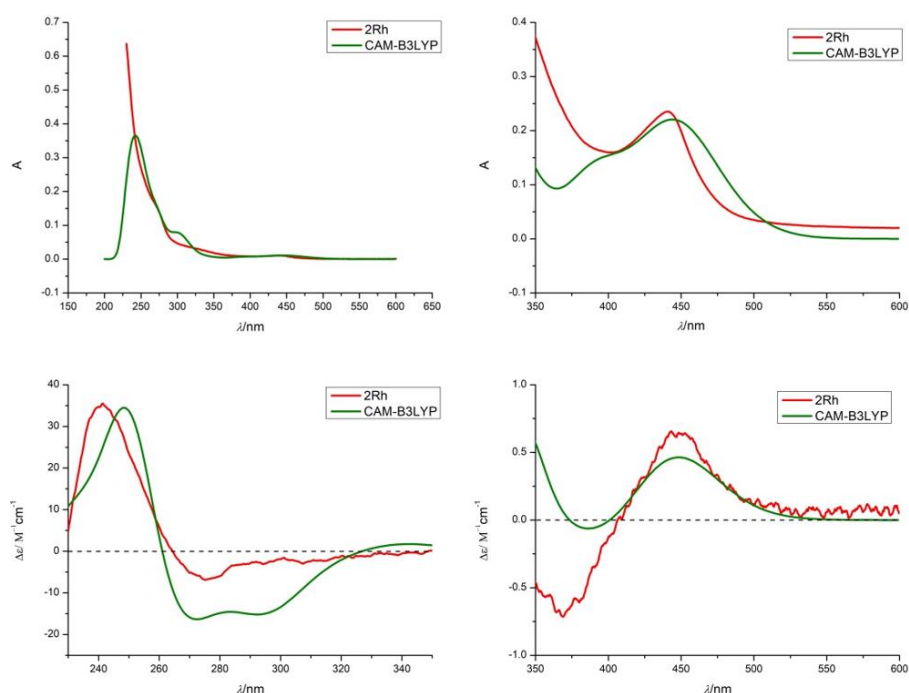 0.7
0.6
0.5
0.4
0.3
0.2
0.1
0.0
-0.1
A
150 200 250 300 350 400 450 500 550 600 650
λ/nm
2Rh
CAM-B3LYP
0.4
0.3
0.2
0.1
0.0
-0.1
A
350 400 450 500 550 600
λ/nm
2Rh
CAM-B3LYP
40
30
20
10
0
-10
-20
Δε/ M⁻¹ cm⁻¹
240 260 280 300 320 340
λ/nm
2Rh
CAM-B3LYP
1.0
0.5
0.0
-0.5
-1.0
Δε/ M⁻¹ cm⁻¹
350 400 450 500 550 600
λ/nm
2Rh
CAM-B3LYP